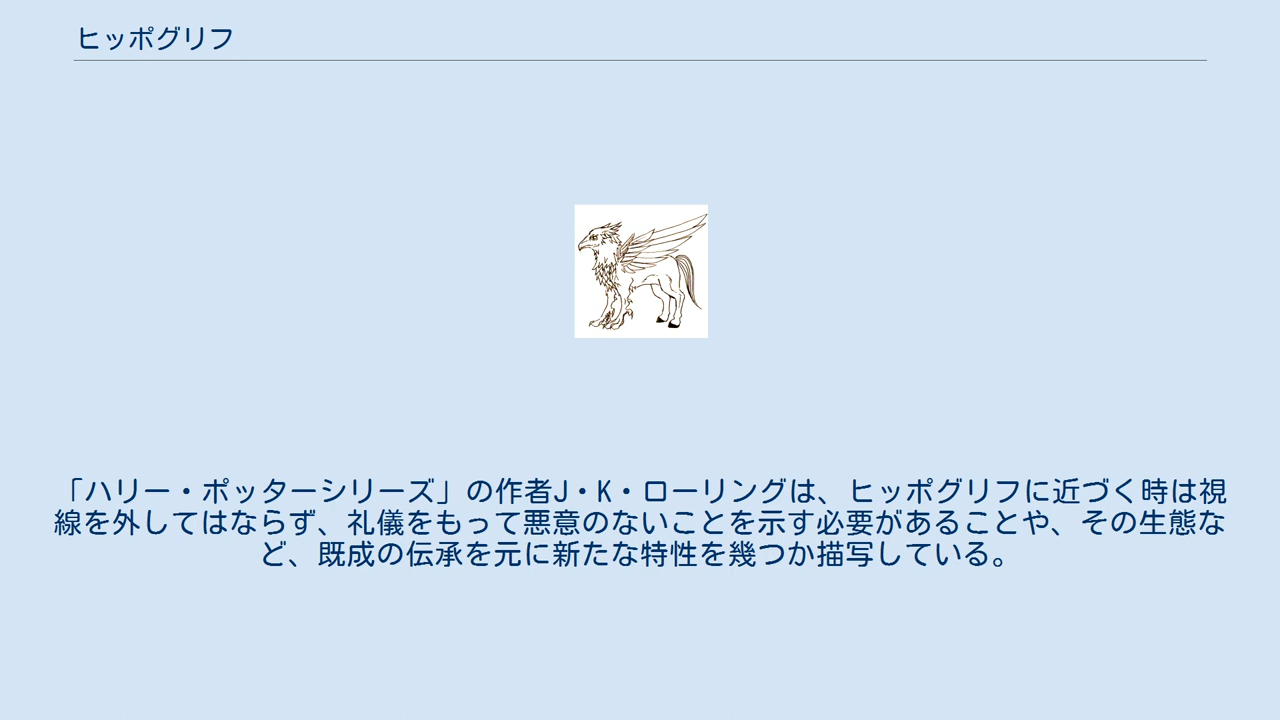 ヒッポグリフ
「ハリー・ポッターシリーズ」の作者J・K・ローリングは、ヒッポグリフに近づく時は視
線を外してはならず、礼儀をもって悪意のないことを示す必要があることや、その生態な
ど、既成の伝承を元に新たな特性を幾つか描写している。